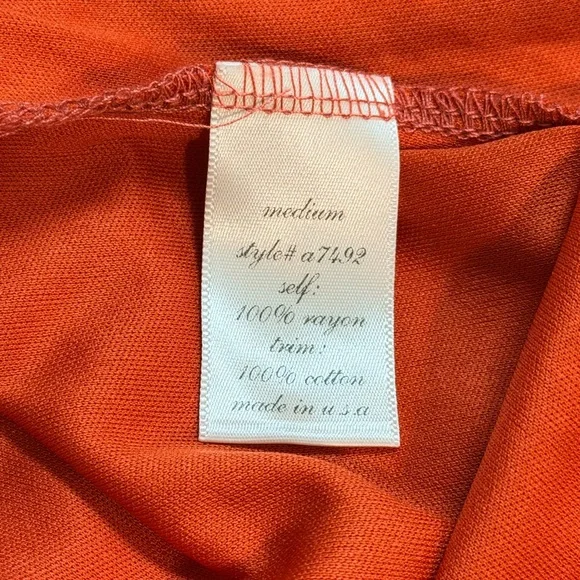 medium
style# a7492
self:
100% rayon
trim:
100% cotton
made in u.s.a